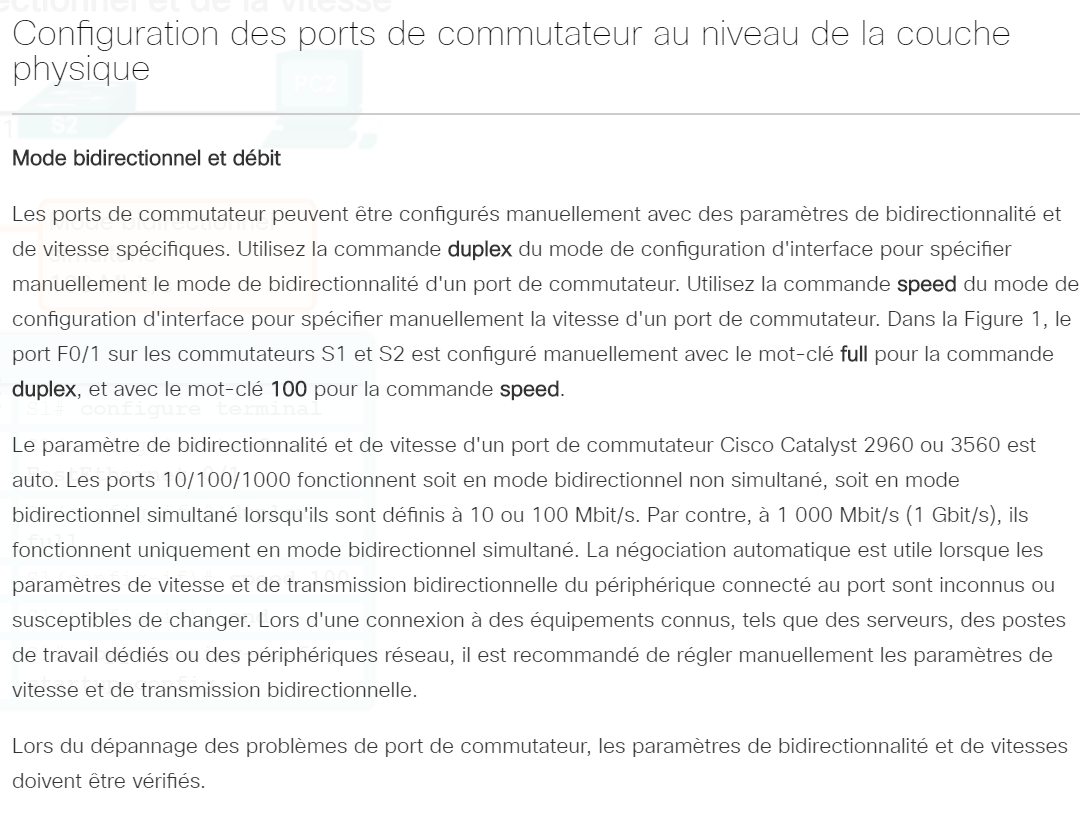 Configuration des ports de commutateur au niveau de la couche
physique
PC2
S2
Mode bidirectionnel et débit
Les ports de commutateur peuvent être configurés manuellement avec des paramètres de bidirectionnalité et
de vitesse spécifiques. Utilisez la commande duplex du mode de configuration d'interface pour spécifier
manuellement le mode de bidirectionnalité d'un port de commutateur. Utilisez la commande speed du mode de
configuration d'interface pour spécifier manuellement la vitesse d'un port de commutateur. Dans la Figure 1, le
port F0/1 sur les commutateurs S1 et S2 est configuré manuellement avec le mot-clé full pour la commande
duplex, et avec le mot-clé 100 pour la commande speed.
S1# configure terminal
Le paramètre de bidirectionnalité et de vitesse d'un port de commutateur Cisco Catalyst 2960 ou 3560 est
auto. Les ports 10/100/1000 fonctionnent soit en mode bidirectionnel non simultané, soit en mode
bidirectionnel simultané lorsqu'ils sont définis à 10 ou 100 Mbit/s. Par contre, à 1 000 Mbit/s (1 Gbit/s), ils
fonctionnent uniquement en mode bidirectionnel simultané. La négociation automatique est utile lorsque les
paramètres de vitesse et de transmission bidirectionnelle du périphérique connecté au port sont inconnus ou
susceptibles de changer. Lors d'une connexion à des équipements connus, tels que des serveurs, des postes
de travail dédiés ou des périphériques réseau, il est recommandé de régler manuellement les paramètres de
vitesse et de transmission bidirectionnelle.
Lors du dépannage des problèmes de port de commutateur, les paramètres de bidirectionnalité et de vitesses
doivent être vérifiés.